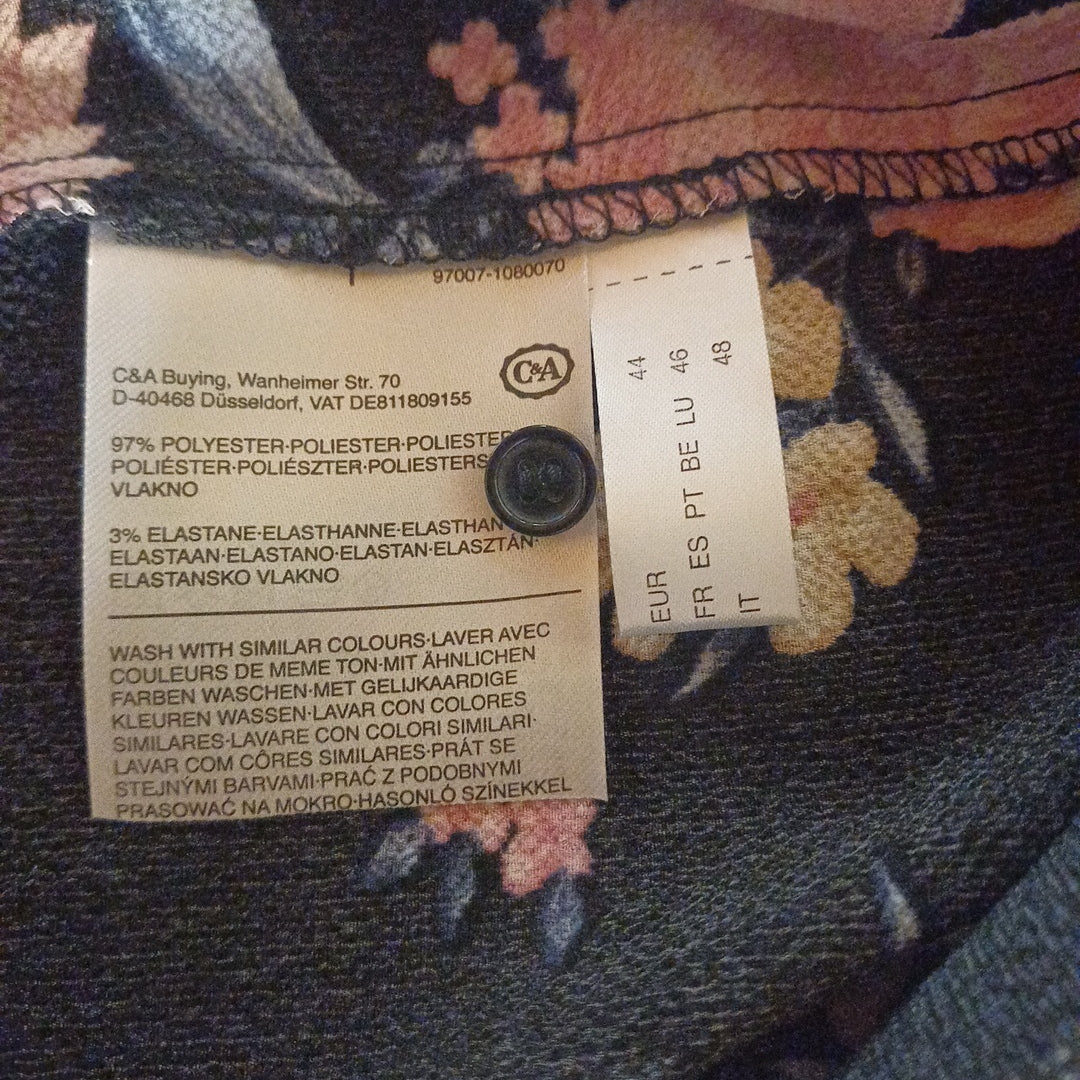 97007-1080070
C&A
C&A Buying, Wanheimer Str. 70
D-40468 Düsseldorf, VAT DE811809155
97% POLYESTER·POLIESTER·POLIESTER
POLIÉSTER·POLIÉSZTER·POLIESTERS
VLAKNO
3% ELASTANE·ELASTHANNE·ELASTHAN
ELASTAAN·ELASTANO·ELASTAN·ELASZTÁN·
ELASTANSKO VLAKNO
WASH WITH SIMILAR COLOURS·LAVER AVEC
COULEURS DE MEME TON·MIT ÄHNLICHEN
FARBEN WASCHEN·MET GELIJKAARDIGE
KLEUREN WASSEN·LAVAR CON COLORES
SIMILARES·LAVARE CON COLORI SIMILARI·
LAVAR COM CÔRES SIMILARES·PRÁT SE
STEJNÝMI BARVAMI·PRAĆ Z PODOBNYMI
PRASOWAĆ NA MOKRO·HASONLÓ SZÍNEKKEL
EUR 44
FR ES PT BE LU 46
IT 48